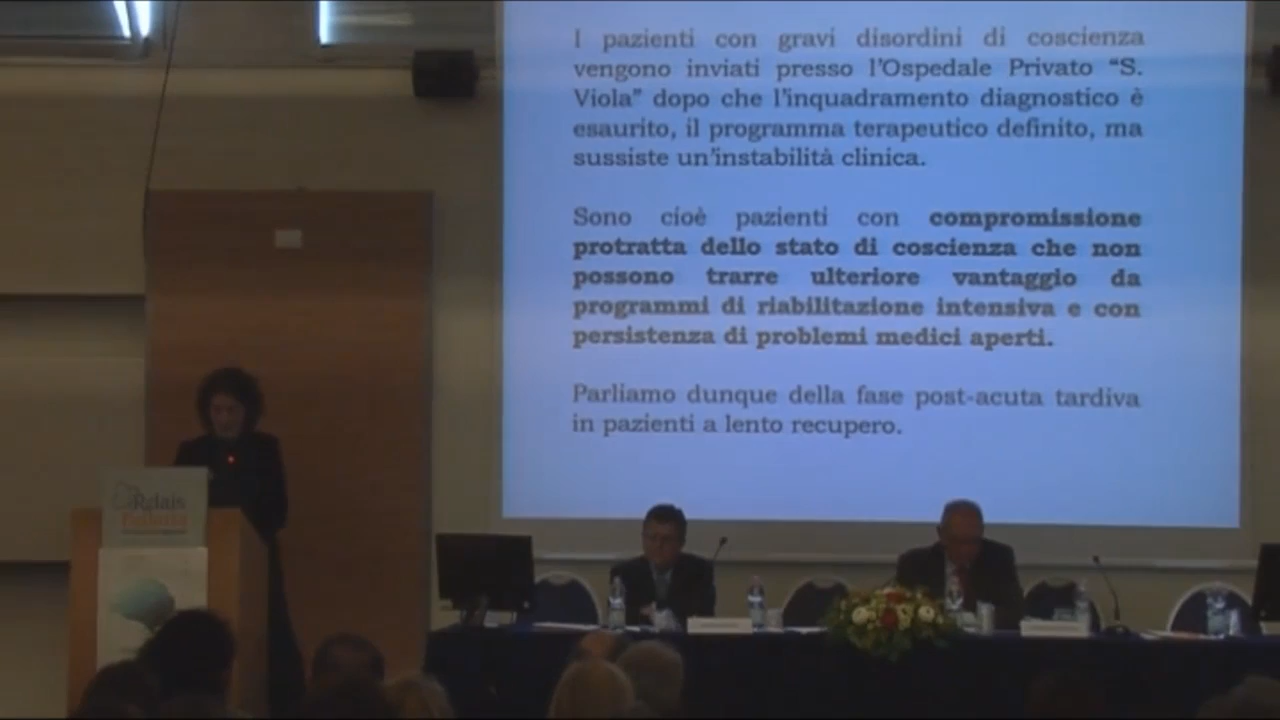 I pazienti con gravi disordini di coscienza
vengono inviati presso l'Ospedale Privato “S.
Viola” dopo che l'inquadramento diagnostico è
esaurito, il programma terapeutico definito, ma
sussiste un'instabilità clinica.
Sono cioè pazienti con compromissione
protratta dello stato di coscienza che non
possono trarre ulteriore vantaggio da
programmi di riabilitazione intensiva e con
persistenza di problemi medici aperti.
Parliamo dunque della fase post-acuta tardiva
in pazienti a lento recupero.
Relais